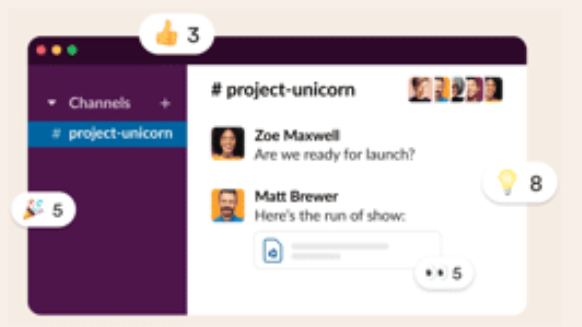 3
Channels +
# project-unicorn
# project-unicorn
Zoe Maxwell
Are we ready for launch?
8
Matt Brewer
Here's the run of show:
5
5